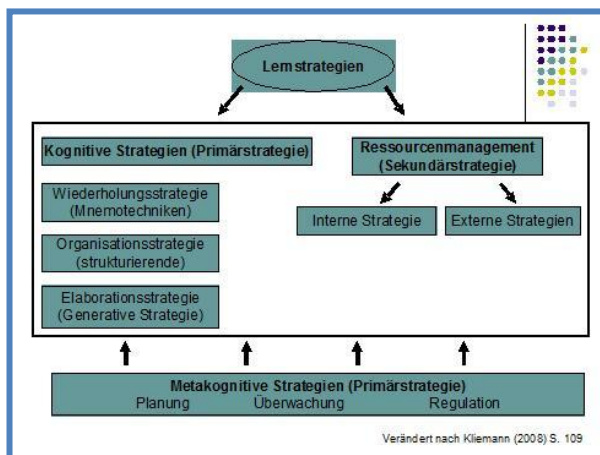 Lernstrategien
Kognitive Strategien (Primärstrategie)
Wiederholungsstrategie
(Mnemotechniken)
Organisationsstrategie
(strukturierende)
Elaborationsstrategie
(Generative Strategie)
Ressourcenmanagement
(Sekundärstrategie)
Interne Strategie
Externe Strategien
Metakognitive Strategien (Primärstrategie)
Planung Überwachung Regulation
Verändert nach Kliemann (2008) S. 109